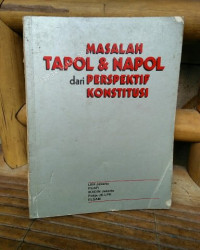 MASALAH
TAPOL & NAPOL
dari PERSPEKTIF
KONSTITUSI